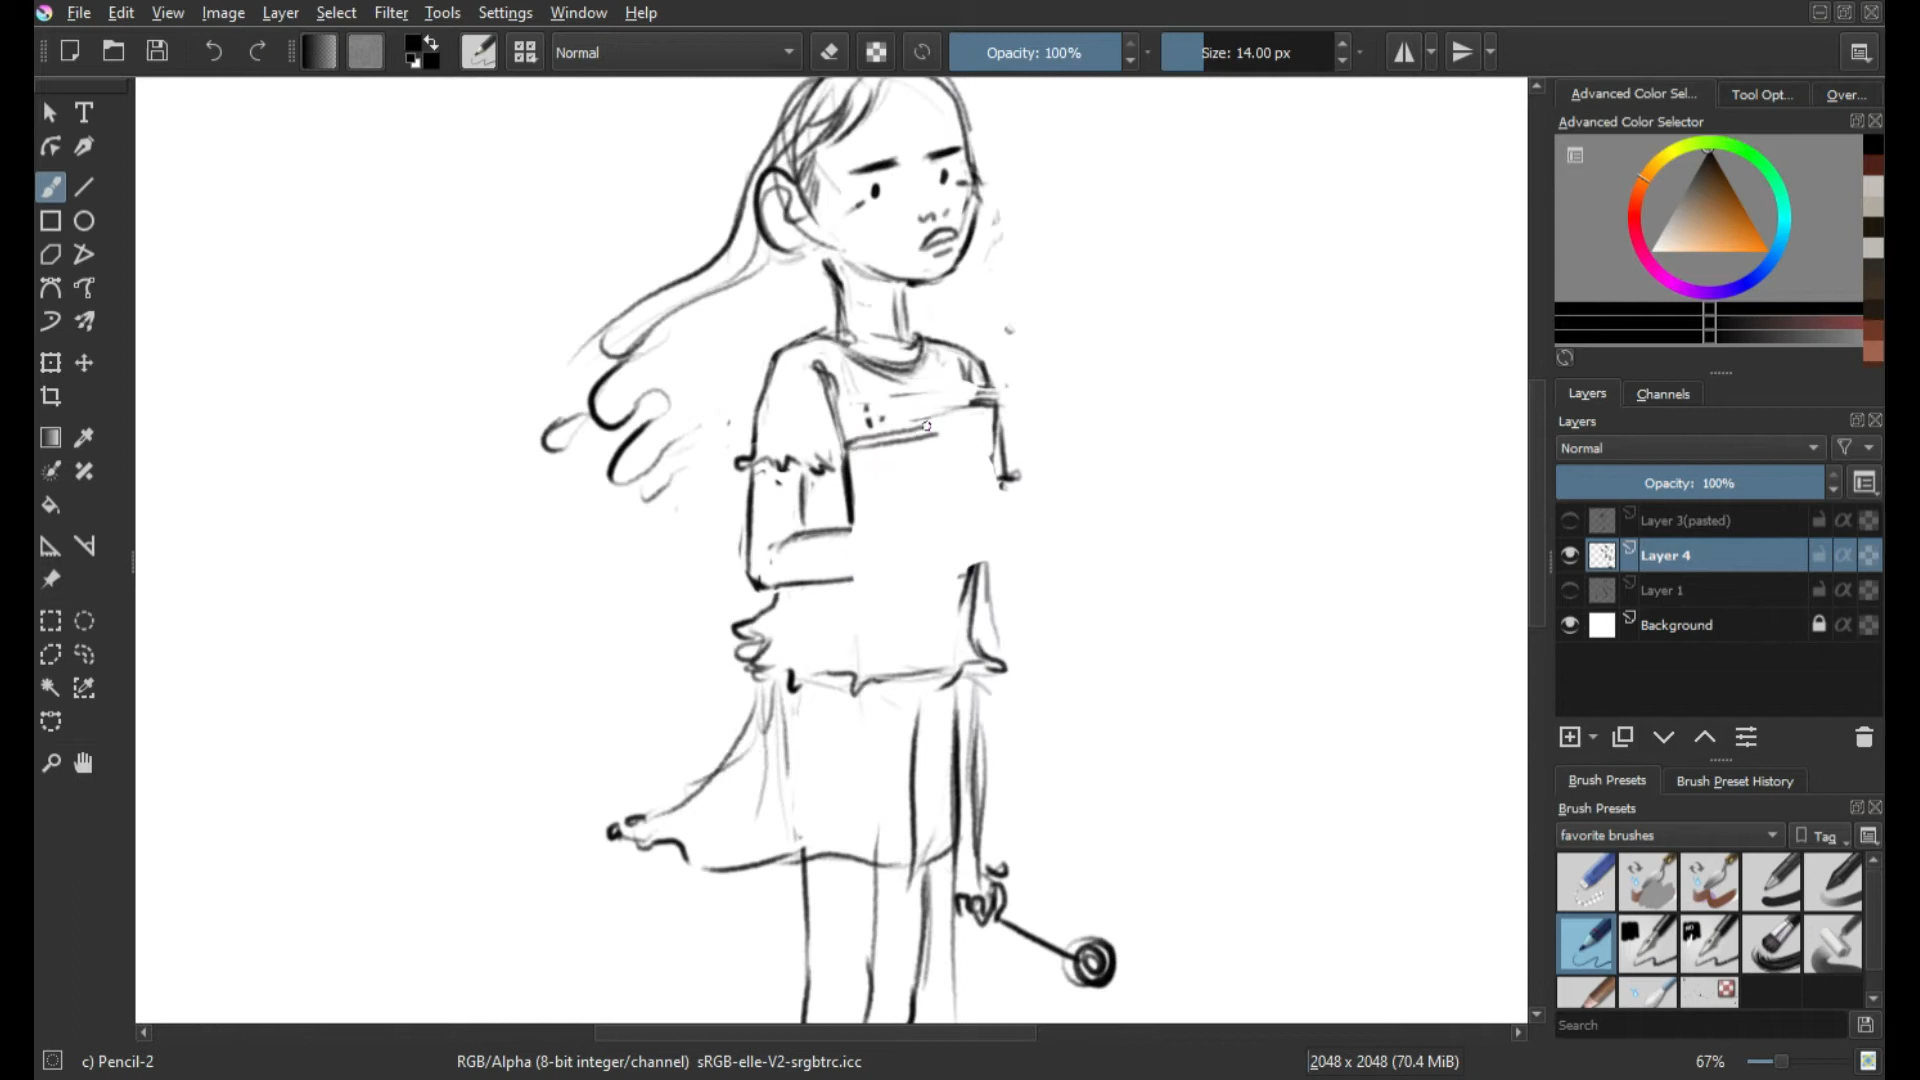 File Edit View Image Layer Select Filter Tools Settings Window Help
Normal
Opacity: 100%
Size: 14.00 px
Advanced Color Sel... Tool Opt... Over...
Advanced Color Selector
Layers Channels
Layers
Normal
Opacity: 100%
Layer 3(pasted)
Layer 4
Layer 1
Background
Brush Presets Brush Preset History
Brush Presets
favorite brushes
Tag
Search
c) Pencil-2
RGB/Alpha (8-bit integer/channel) sRGB-elle-V2-srgbtrc.icc
2048 x 2048 (70.4 MiB)
67%